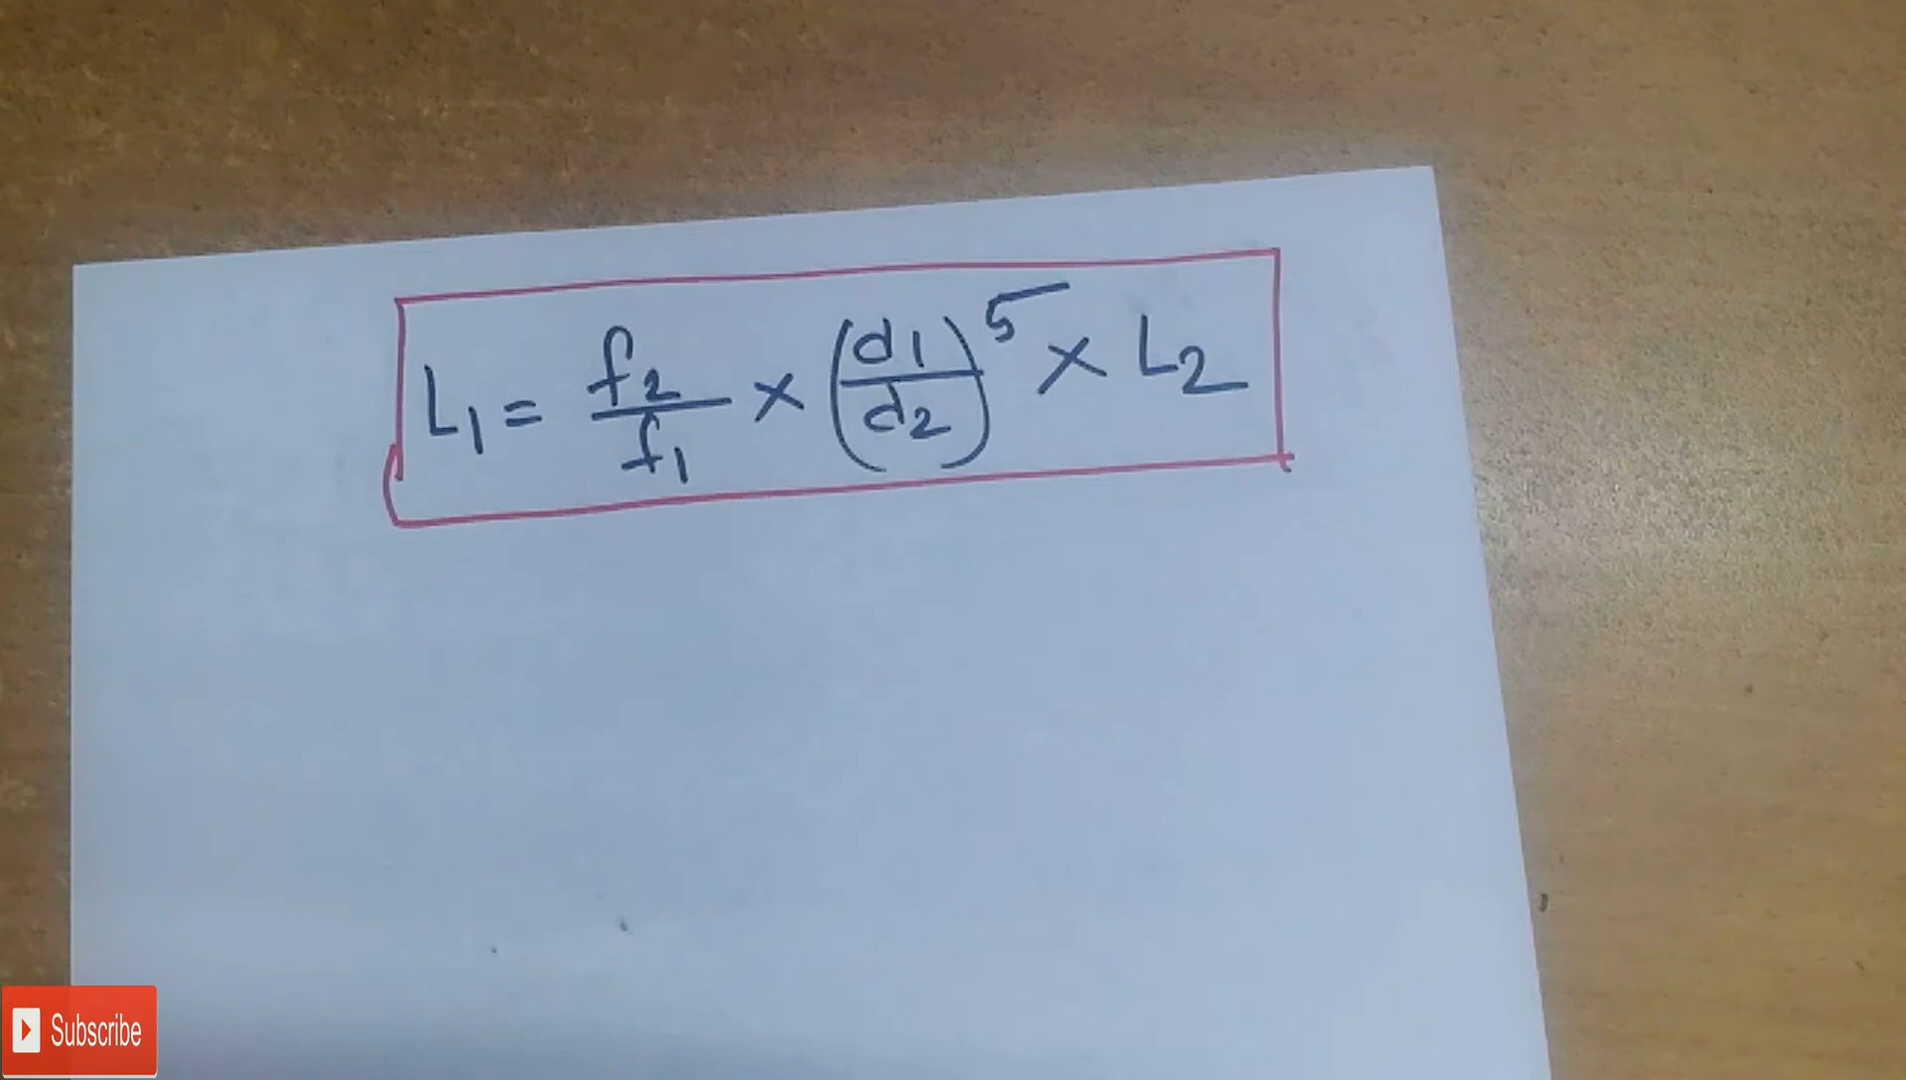 L1 = f2/f1 × (d1/d2)^5 × L2
Subscribe